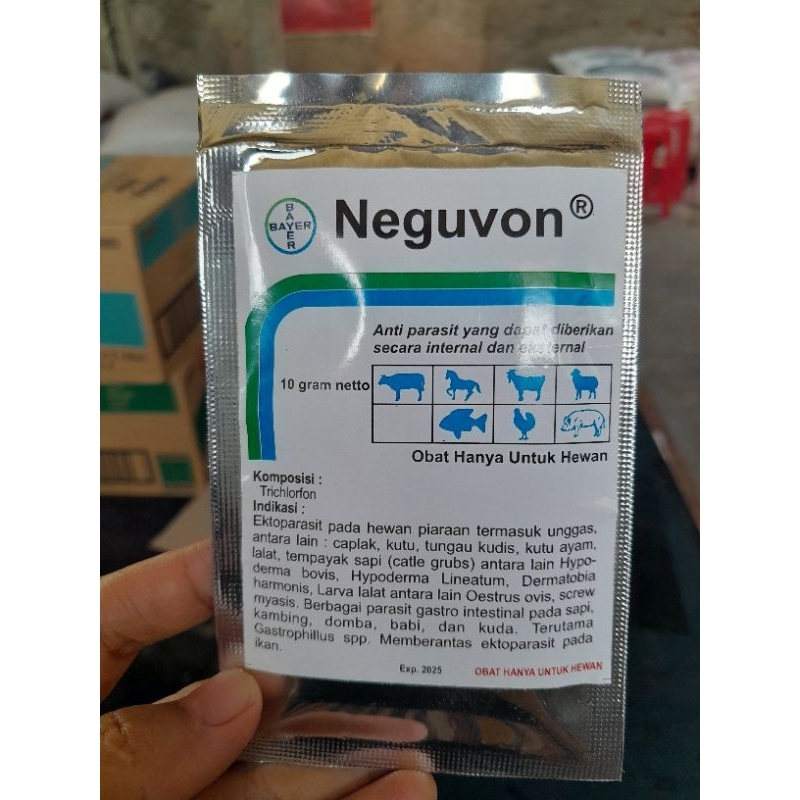 BAYER
BAYER
Neguvon®
Anti parasit yang dapat diberikan
secara internal dan eksternal
10 gram netto
Obat Hanya Untuk Hewan
Komposisi :
Trichlorfon
Indikasi :
Ektoparasit pada hewan piaraan termasuk unggas,
antara lain : caplak, kutu, tungau kudis, kutu ayam,
lalat, tempayak sapi (catle grubs) antara lain Hypo-
derma bovis, Hypoderma Lineatum, Dermatobia
harmonis, Larva lalat antara lain Oestrus ovis, screw
myasis. Berbagai parasit gastro intestinal pada sapi,
kambing, domba, babi, dan kuda. Terutama
Gastrophillus spp. Memberantas ektoparasit pada
ikan.
Exp. 2025
OBAT HANYA UNTUK HEWAN